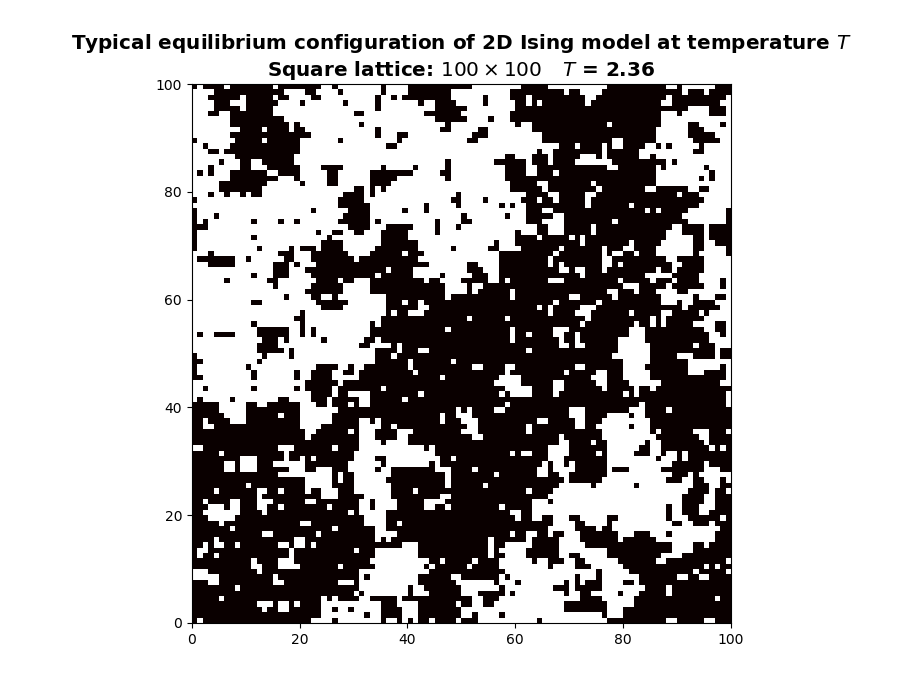 Typical equilibrium configuration of 2D Ising model at temperature T
Square lattice: 100 × 100 T = 2.36
100
80
60
40
20
0
0 20 40 60 80 100